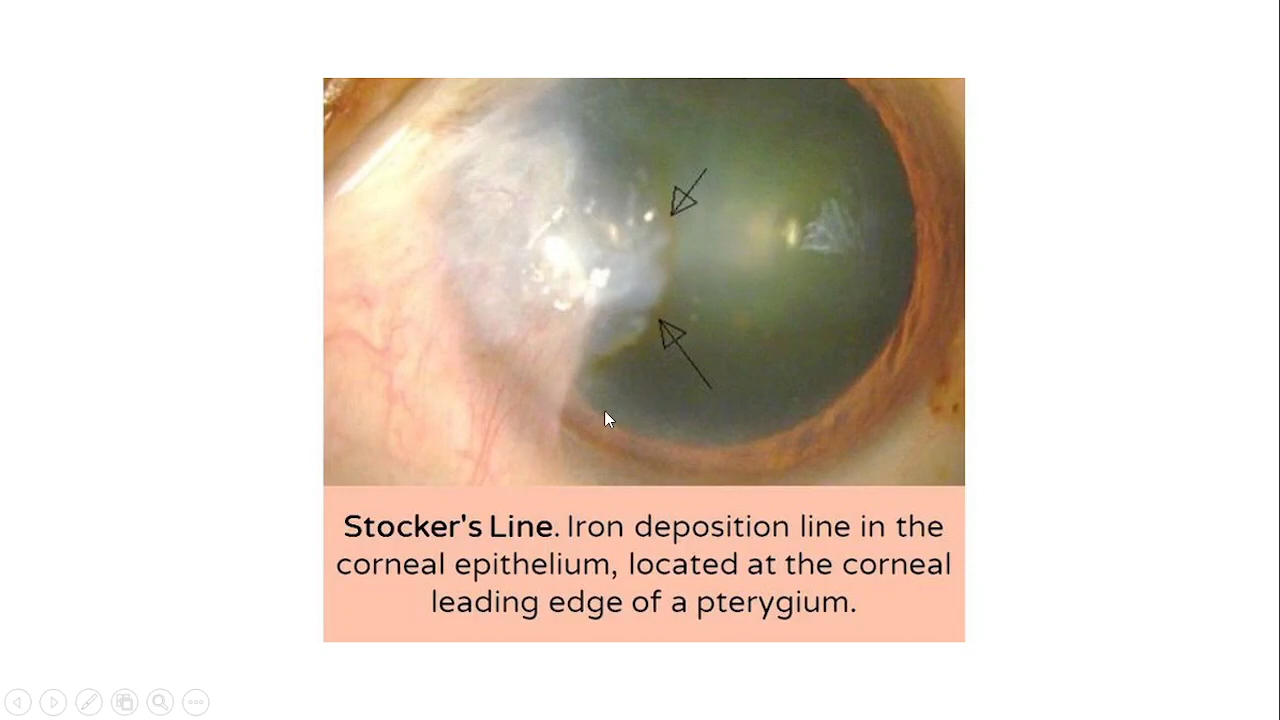 Stocker's Line. Iron deposition line in the
corneal epithelium, located at the corneal
leading edge of a pterygium.